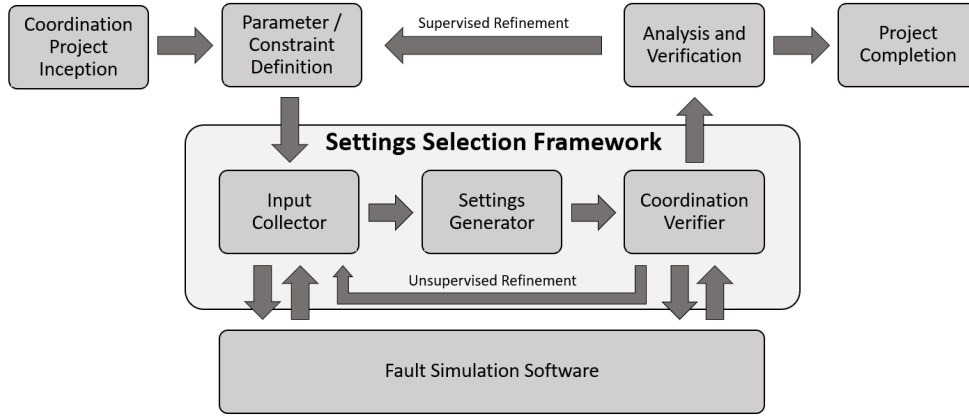 Coordination
Project
Inception
Parameter /
Constraint
Definition
Supervised Refinement
Analysis and
Verification
Project
Completion
Settings Selection Framework
Input
Collector
Settings
Generator
Coordination
Verifier
Unsupervised Refinement
Fault Simulation Software